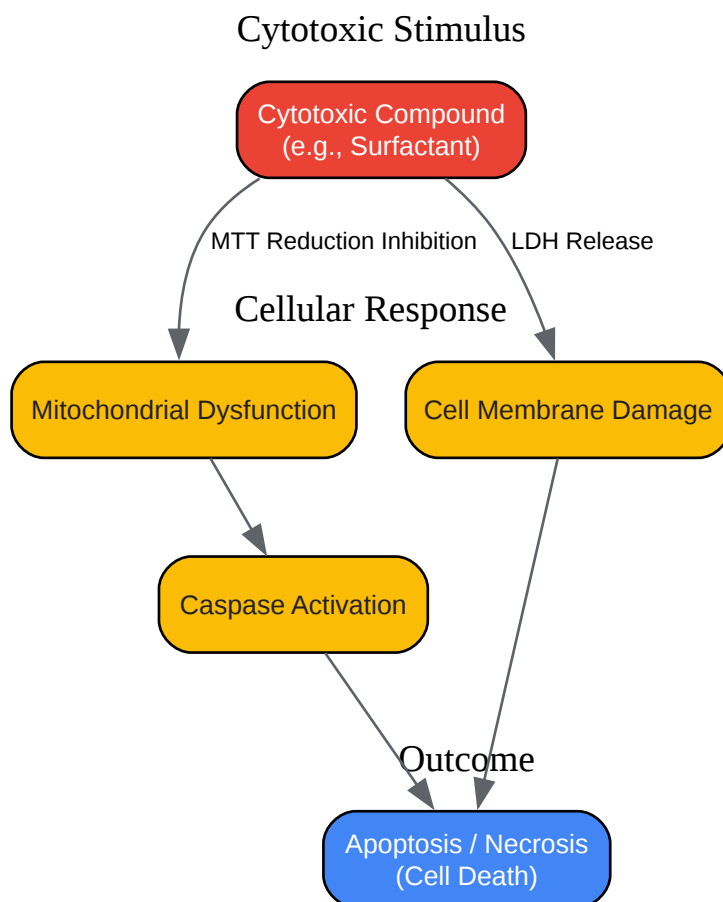 Cytotoxic Stimulus
Cytotoxic Compound
(e.g., Surfactant)
MTT Reduction Inhibition
LDH Release
Cellular Response
Mitochondrial Dysfunction
Cell Membrane Damage
Caspase Activation
Outcome
Apoptosis / Necrosis
(Cell Death)